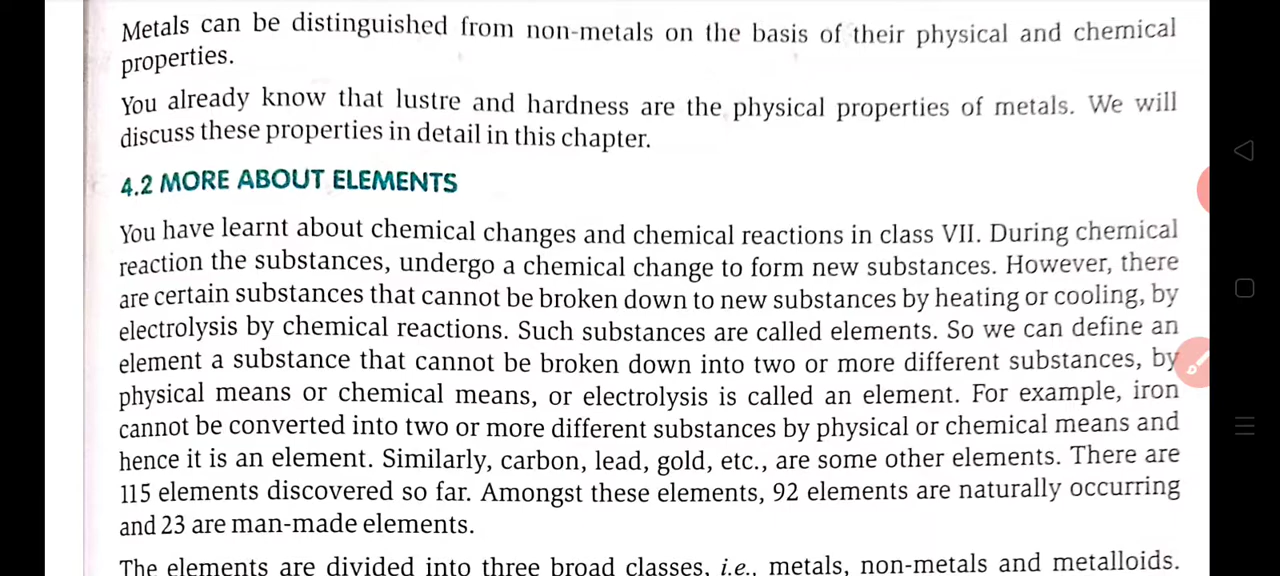 Metals can be distinguished from non-metals on the basis of their physical and chemical
properties.
You already know that lustre and hardness are the physical properties of metals. We will
discuss these properties in detail in this chapter.
4.2 MORE ABOUT ELEMENTS
You have learnt about chemical changes and chemical reactions in class VII. During chemical
reaction the substances, undergo a chemical change to form new substances. However, there
are certain substances that cannot be broken down to new substances by heating or cooling, by
electrolysis by chemical reactions. Such substances are called elements. So we can define an
element a substance that cannot be broken down into two or more different substances, by
physical means or chemical means, or electrolysis is called an element. For example, iron
cannot be converted into two or more different substances by physical or chemical means and
hence it is an element. Similarly, carbon, lead, gold, etc., are some other elements. There are
115 elements discovered so far. Amongst these elements, 92 elements are naturally occurring
and 23 are man-made elements.
The elements are divided into three broad classes, i.e., metals, non-metals and metalloids.